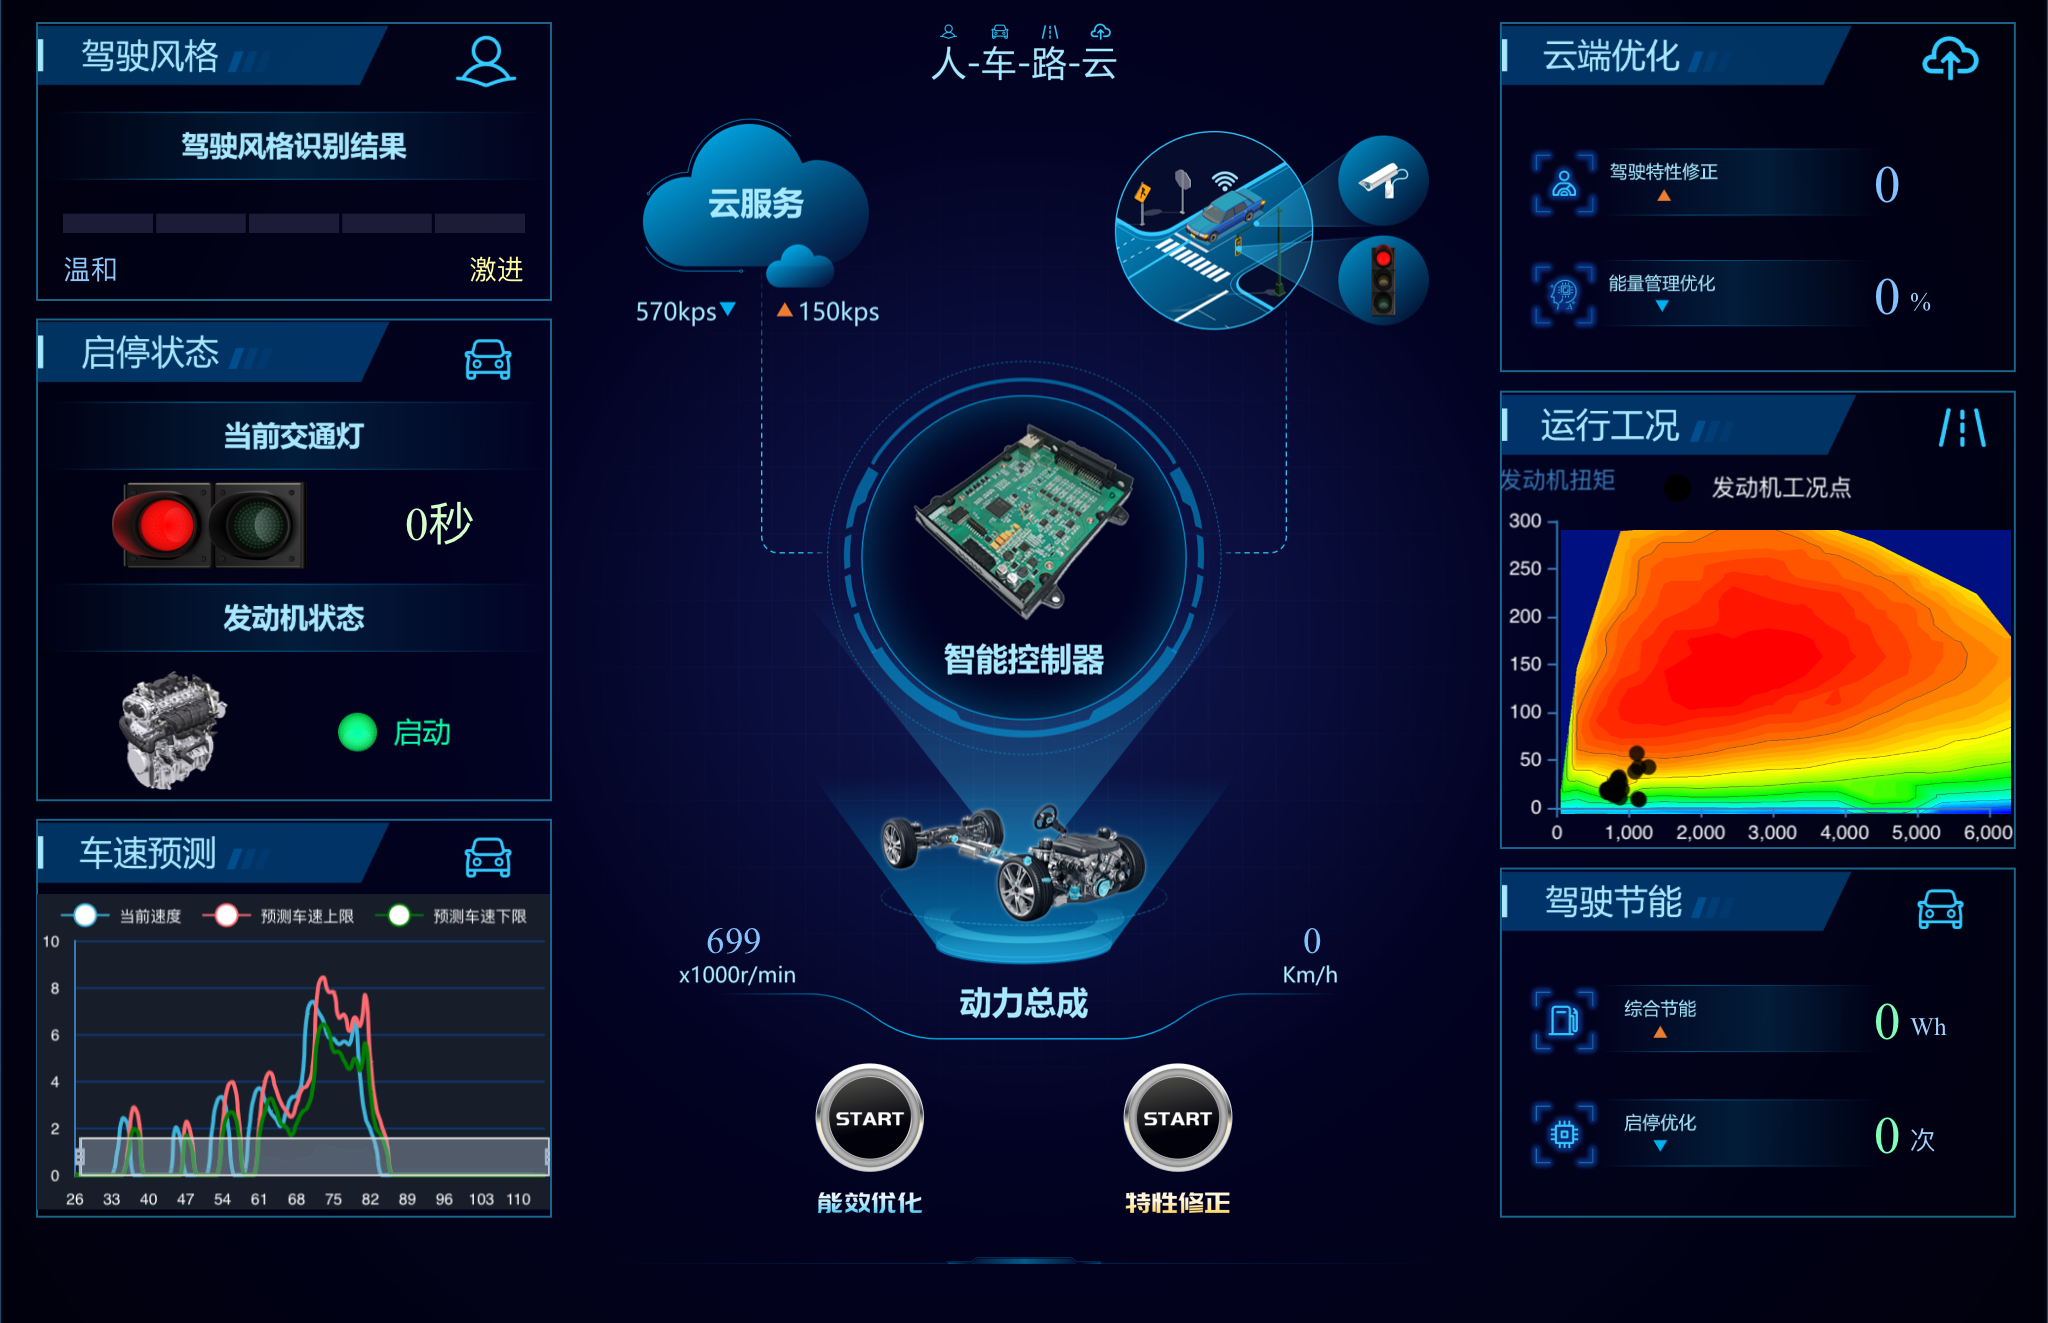 驾驶风格
驾驶风格识别结果
温和
激进
启停状态
当前交通灯
0秒
发动机状态
启动
车速预测
当前速度
预测车速上限
预测车速下限
10
8
6
4
2
0
26 33 40 47 54 61 68 75 82 89 96 103 110
人-车-路-云
云服务
570kps
150kps
智能控制器
699
x1000r/min
0
Km/h
动力总成
START
START
能效优化
特性修正
云端优化
驾驶特性修正
0
能量管理优化
0 %
运行工况
发动机扭矩
发动机工况点
300
250
200
150
100
50
0
0 1,000 2,000 3,000 4,000 5,000 6,000
驾驶节能
综合节能
0 Wh
启停优化
0 次